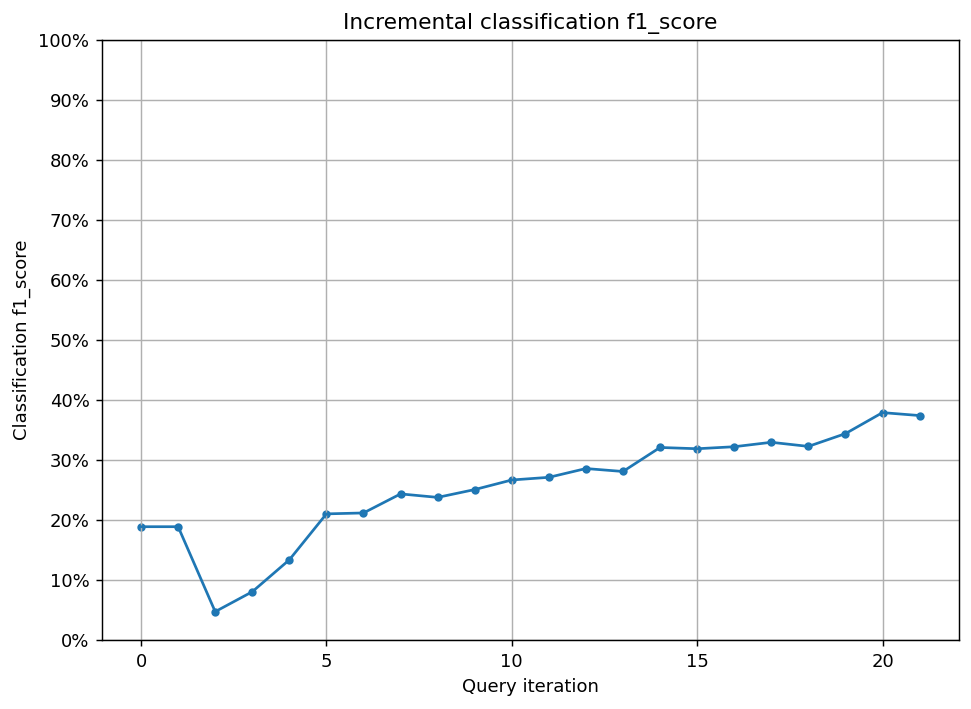 Incremental classification f1_score
100%
90%
80%
70%
60%
50%
40%
30%
20%
10%
0%
Classification f1_score
0 5 10 15 20
Query iteration